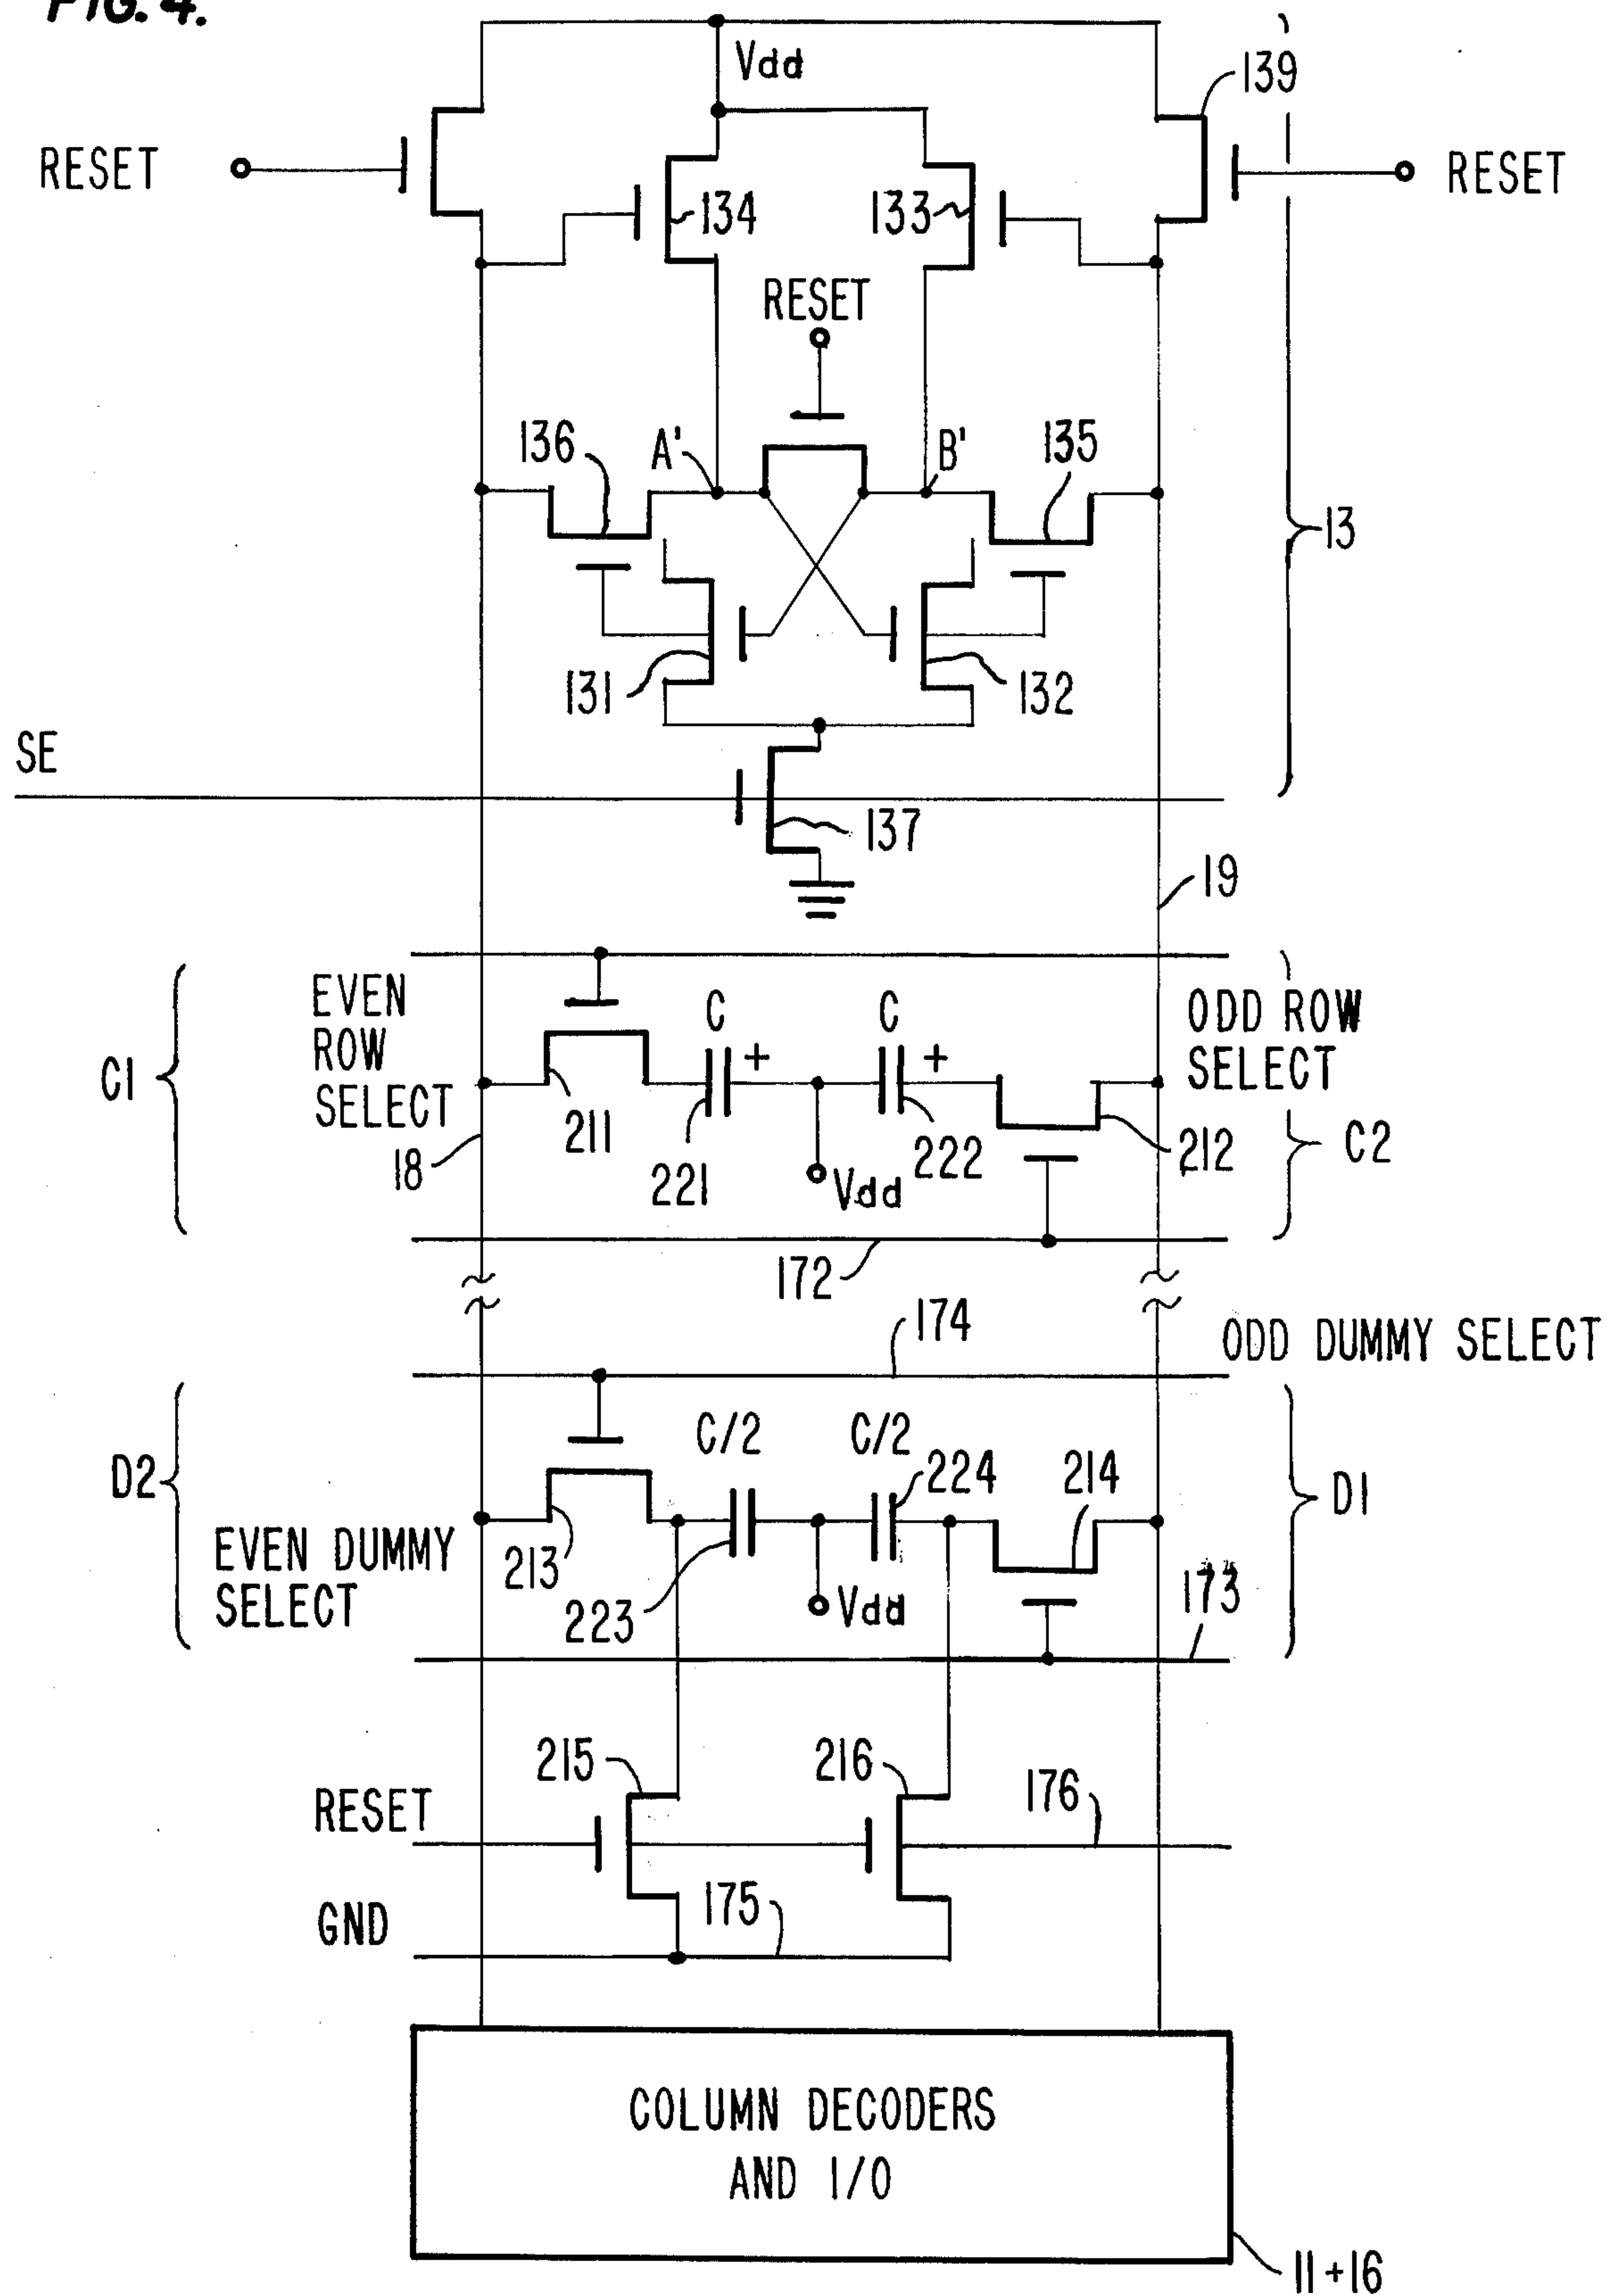 FIG. 4.
Vdd
139
RESET
RESET
134
133
RESET
136
A'
B'
135
13
131
132
SE
137
19
EVEN
ROW
SELECT
C
+
C
+
ODD ROW
SELECT
C1
211
221
Vdd
222
212
C2
18
172
174
ODD DUMMY SELECT
C/2
C/2
224
214
D2
D1
EVEN DUMMY
SELECT
213
223
Vdd
173
215
216
176
RESET
175
GND
COLUMN DECODERS
AND I/O
11+16